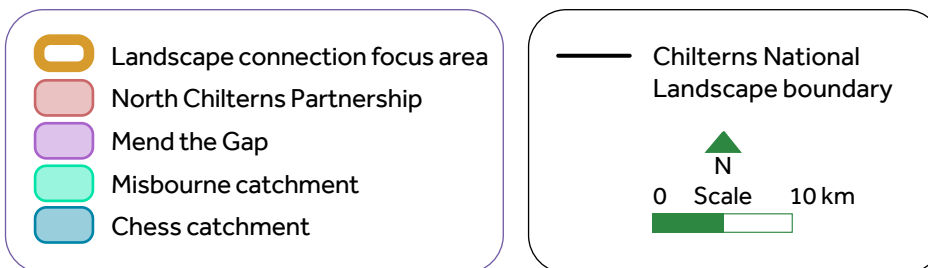 Landscape connection focus area
North Chilterns Partnership
Mend the Gap
Misbourne catchment
Chess catchment
Chilterns National
Landscape boundary
N
0 Scale 10 km